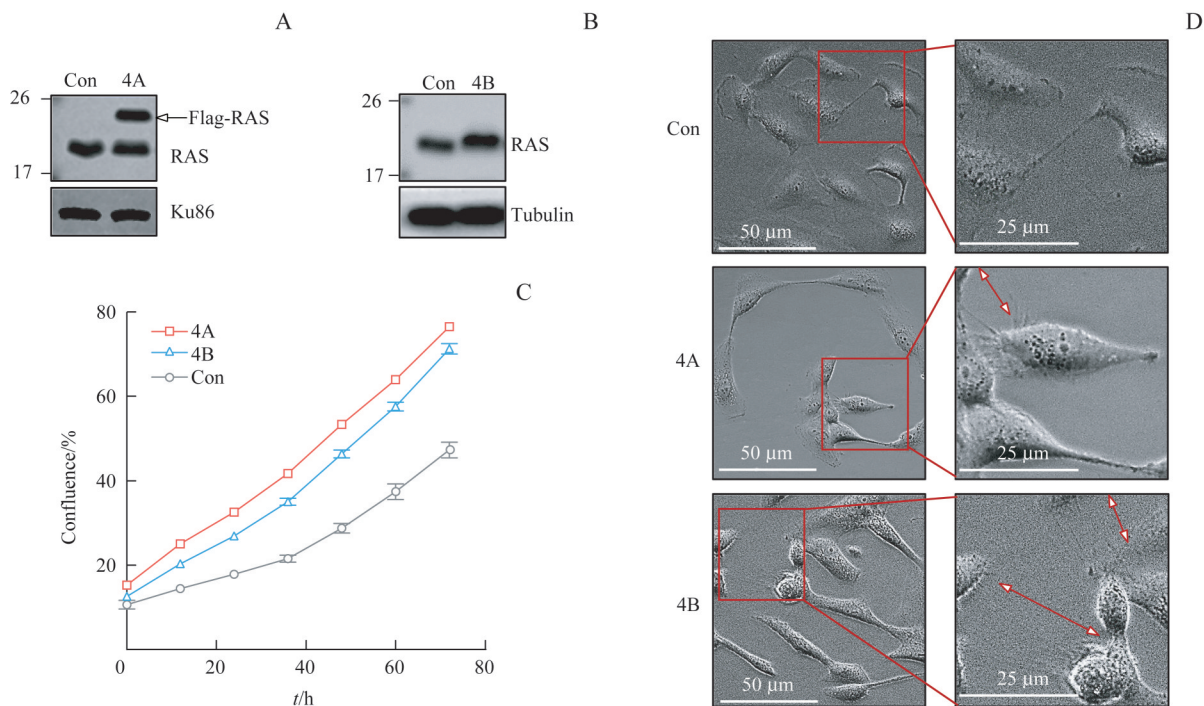 A
Con 4A
26
Flag-RAS
RAS
17
Ku86
B
Con 4B
26
RAS
17
Tubulin
C
80
60
40
20
Confluence/%
4A
4B
Con
0 20 40 60 80
t/h
D
Con
50 µm
25 µm
4A
50 µm
25 µm
4B
50 µm
25 µm